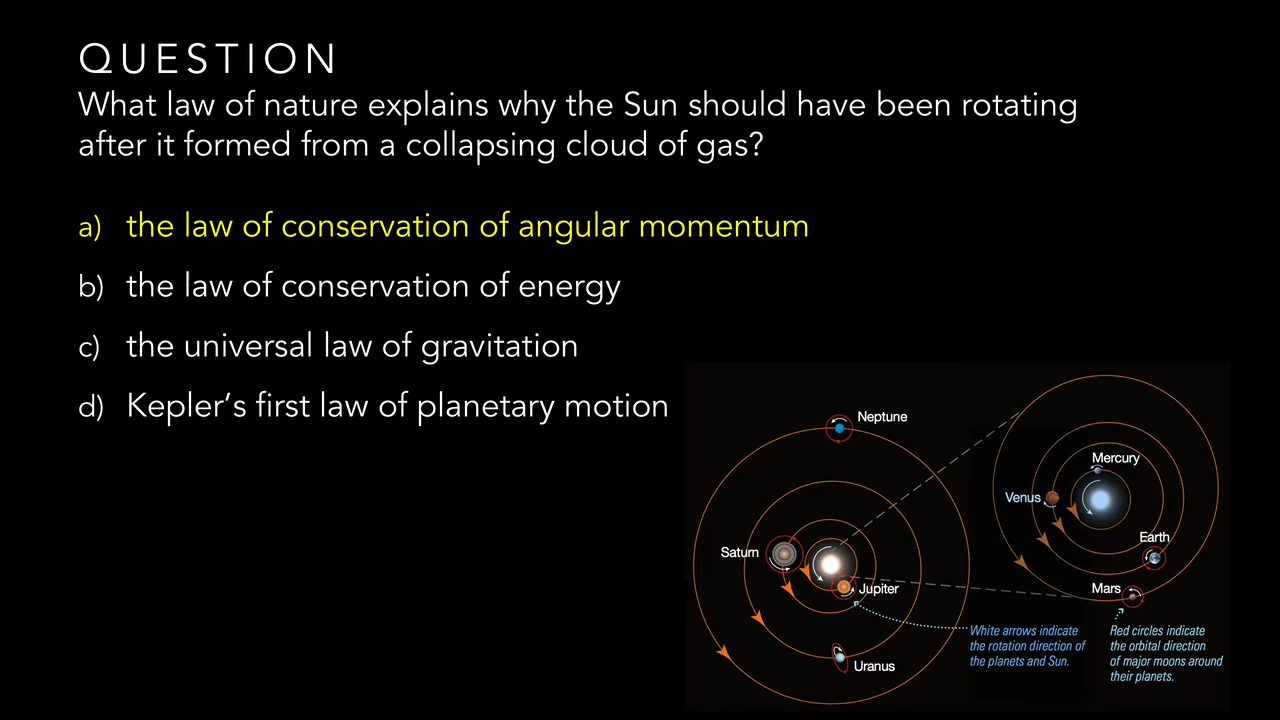 QUESTION
What law of nature explains why the Sun should have been rotating
after it formed from a collapsing cloud of gas?
a) the law of conservation of angular momentum
b) the law of conservation of energy
c) the universal law of gravitation
d) Kepler’s first law of planetary motion
Neptune
Saturn
Jupiter
Uranus
Mercury
Venus
Earth
Mars
White arrows indicate
the rotation direction of
the planets and Sun.
Red circles indicate
the orbital direction
of major moons around
their planets.